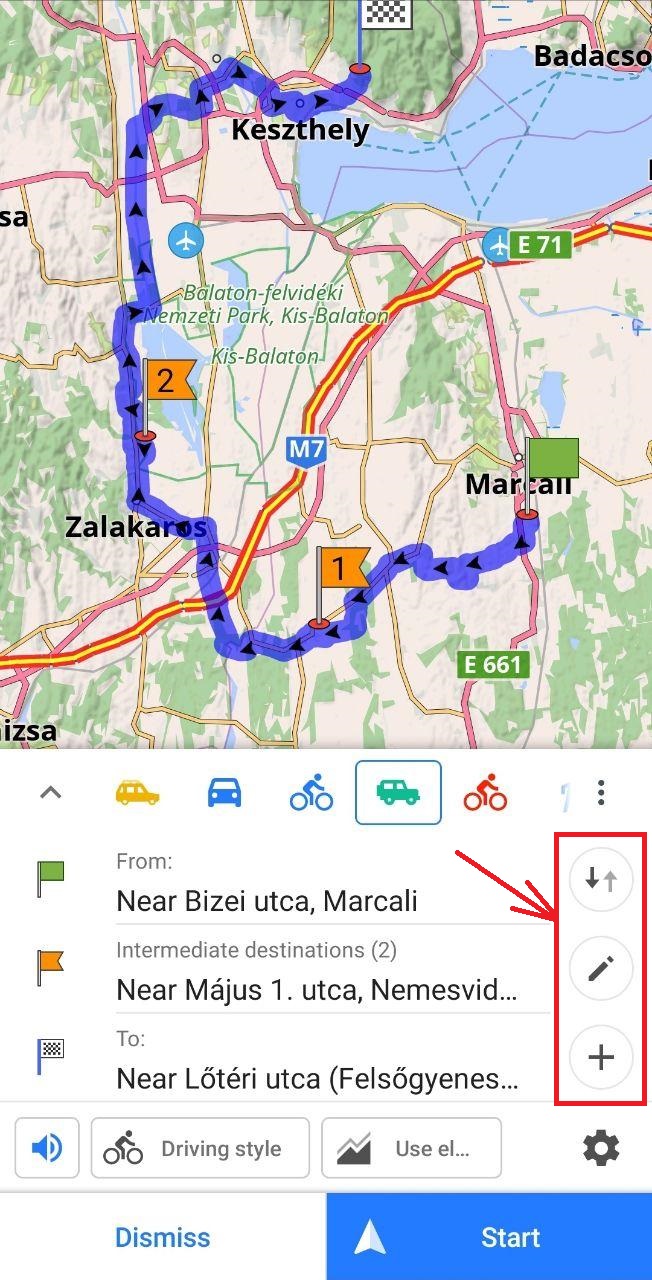 Badacso
Keszthely
sa
E 71
Balaton-felvidéki
Nemzeti Park, Kis-Balaton
Kis-Balaton
2
M7
Marcali
Zalakaros
1
E 661
izsa
From:
Near Bizei utca, Marcali
Intermediate destinations (2)
Near Május 1. utca, Nemesvid...
To:
Near Lőtéri utca (Felsőgyenes...
Driving style
Use el...
Dismiss
Start